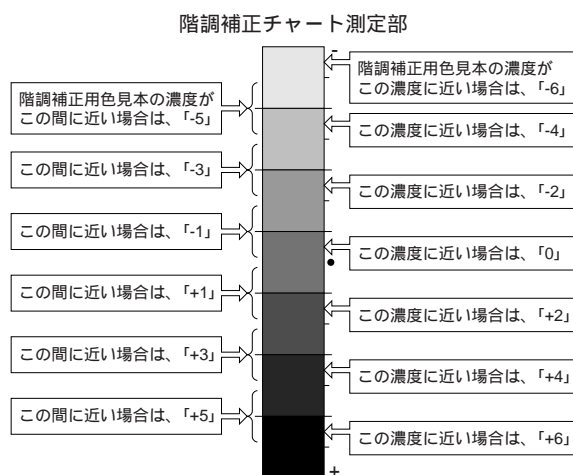 階調補正チャート測定部
-
階調補正用色見本の濃度が
この濃度に近い場合は、「-6」
階調補正用色見本の濃度が
この間に近い場合は、「-5」
この濃度に近い場合は、「-4」
この間に近い場合は、「-3」
この濃度に近い場合は、「-2」
この間に近い場合は、「-1」
この濃度に近い場合は、「0」
この間に近い場合は、「+1」
この濃度に近い場合は、「+2」
この間に近い場合は、「+3」
この濃度に近い場合は、「+4」
この間に近い場合は、「+5」
この濃度に近い場合は、「+6」
+